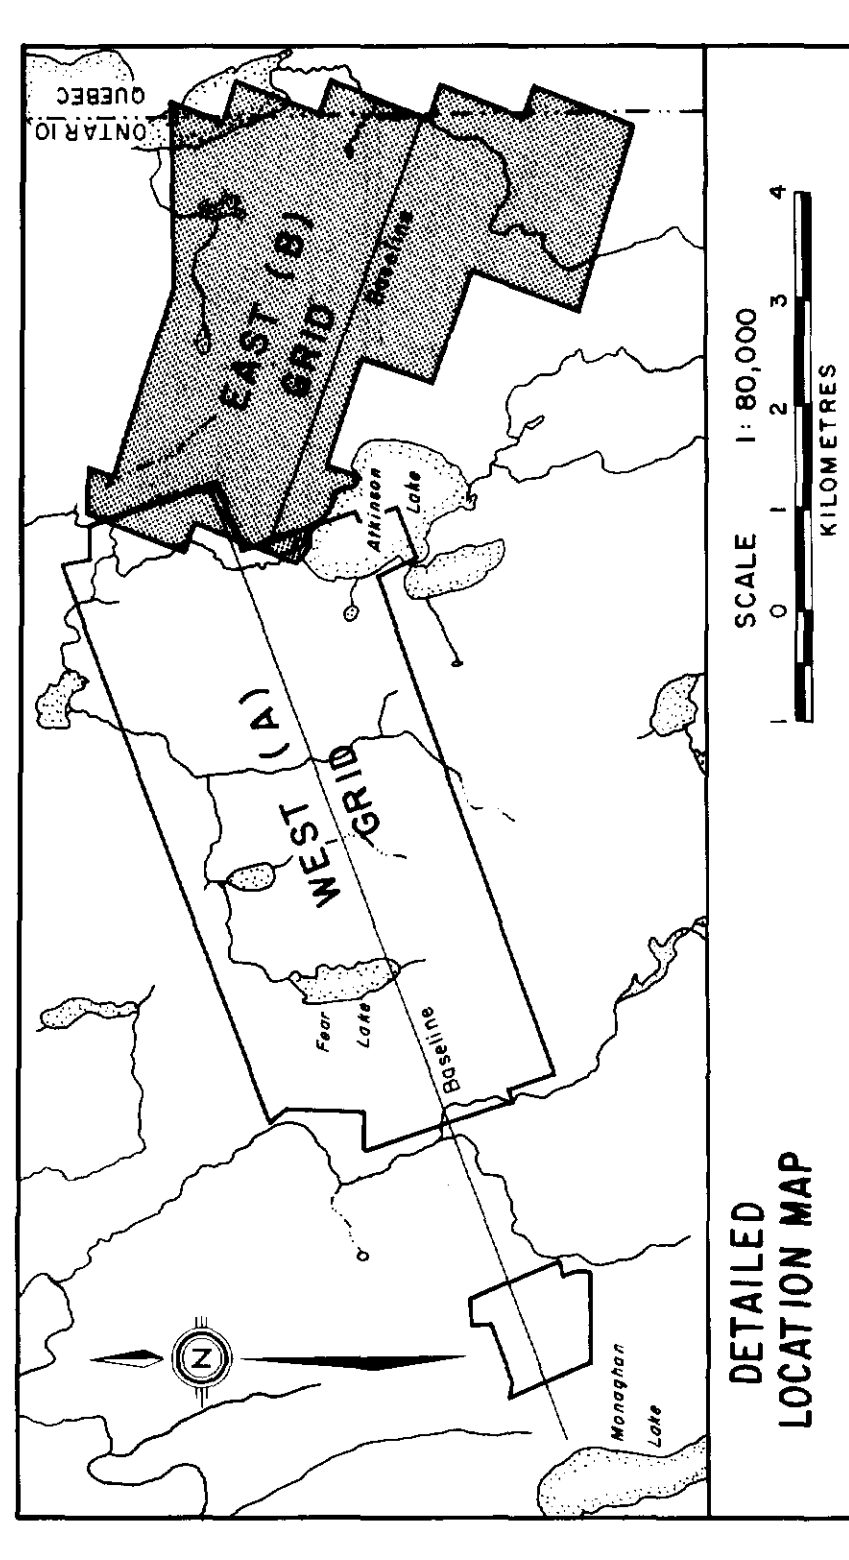 QUEBEC
ONTARIO
EAST (B)
GRID
Baseline
Atkinson
Lake
WEST (A)
GRID
Fear
Lake
Baseline
N
Monaghan
Lake
DETAILED
LOCATION MAP
SCALE 1:80,000
1 0 1 2 3 4
KILOMETRES